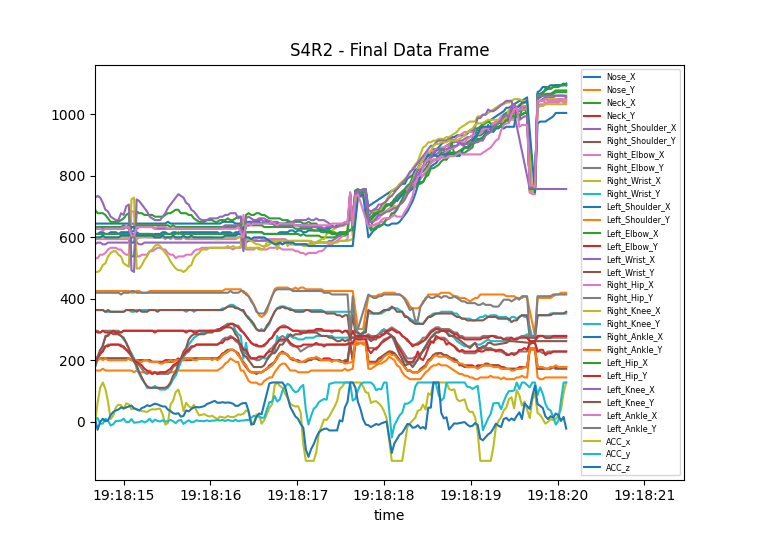 S4R2 - Final Data Frame
1000
800
600
400
200
0
19:18:15 19:18:16 19:18:17 19:18:18 19:18:19 19:18:20 19:18:21
time
Nose_X
Nose_Y
Neck_X
Neck_Y
Right_Shoulder_X
Right_Shoulder_Y
Right_Elbow_X
Right_Elbow_Y
Right_Wrist_X
Right_Wrist_Y
Left_Shoulder_X
Left_Shoulder_Y
Left_Elbow_X
Left_Elbow_Y
Left_Wrist_X
Left_Wrist_Y
Right_Hip_X
Right_Hip_Y
Right_Knee_X
Right_Knee_Y
Right_Ankle_X
Right_Ankle_Y
Left_Hip_X
Left_Hip_Y
Left_Knee_X
Left_Knee_Y
Left_Ankle_X
Left_Ankle_Y
ACC_x
ACC_y
ACC_z